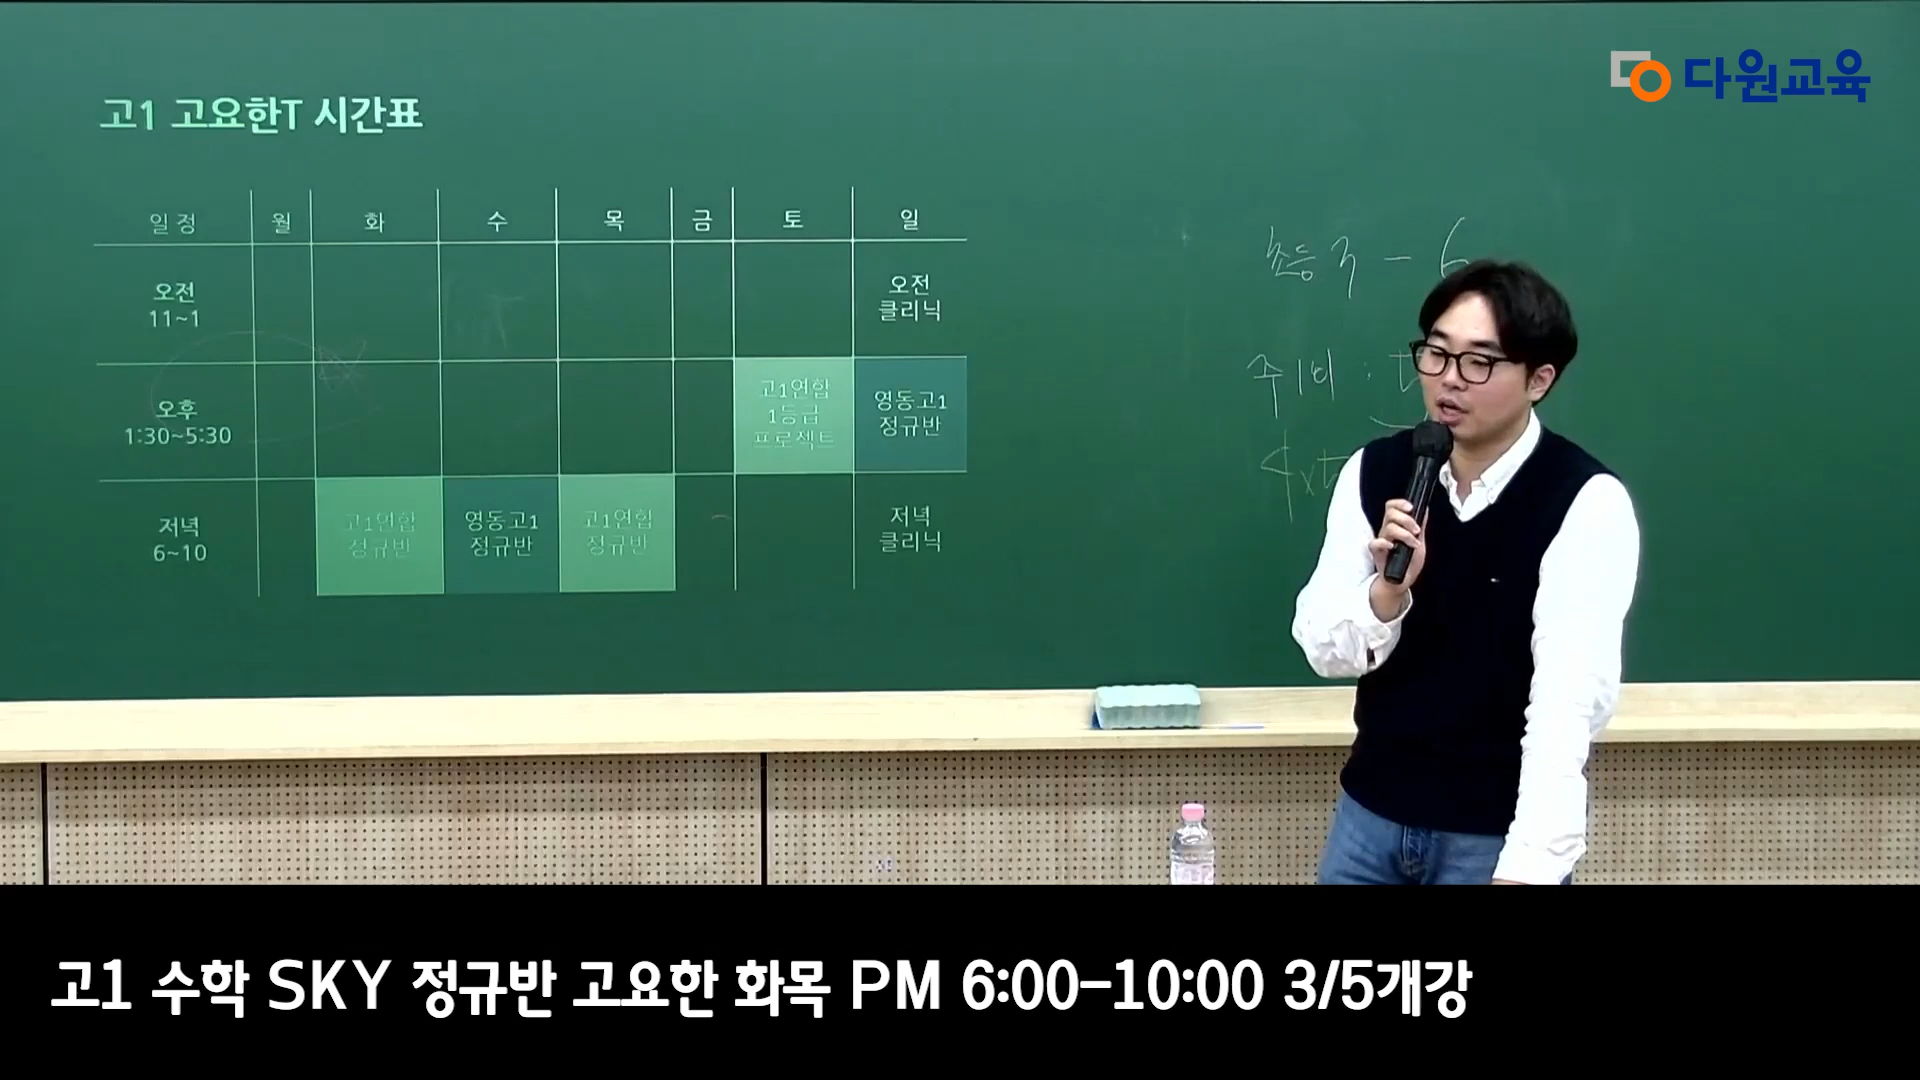 다원교육
고1 고요한T 시간표
일정 월 화 수 목 금 토 일
오전
11~1
오전
클리닉
오후
1:30~5:30
고1연합
1등급
프로젝트
영동고1
정규반
저녁
6~10
고1연합
정규반
영동고1
정규반
고1연합
정규반
저녁
클리닉
초등 - 6
준비 :
고1 수학 SKY 정규반 고요한 화목 PM 6:00-10:00 3/5개강